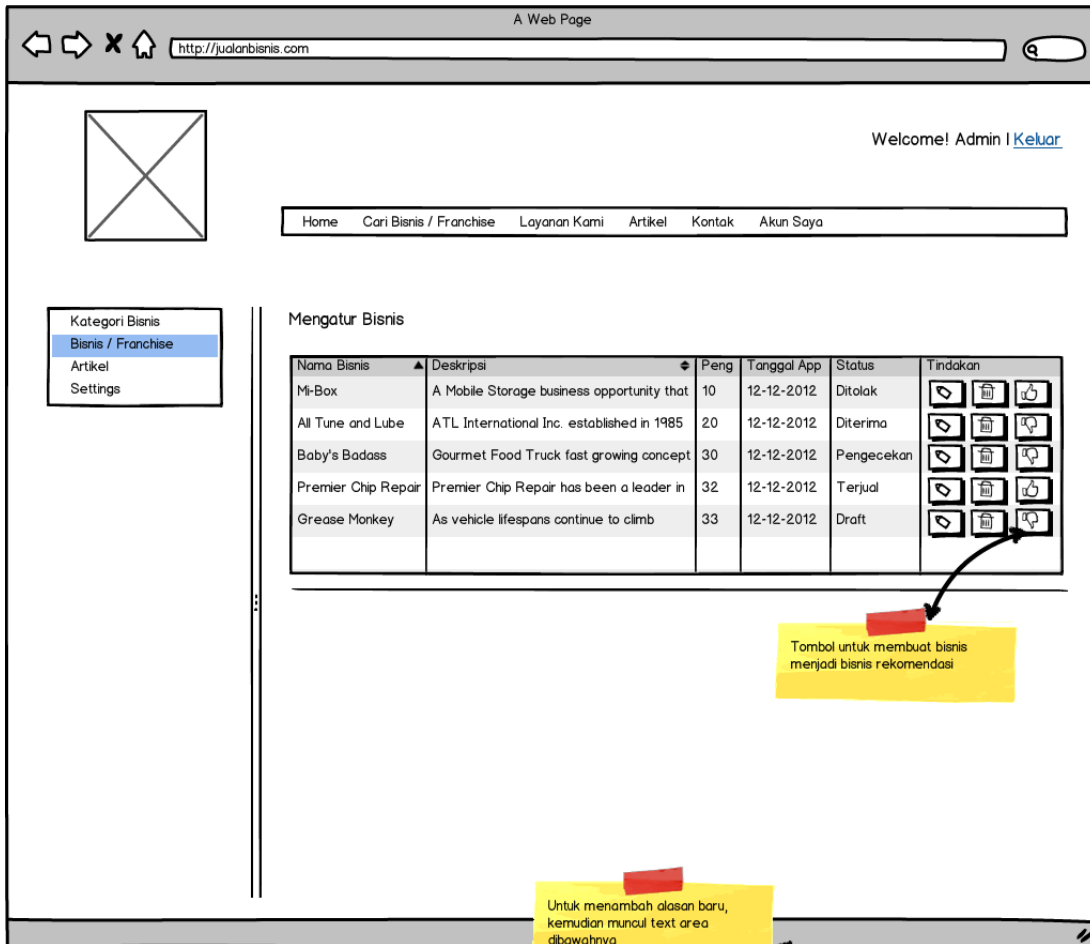 A Web Page
http://jualanbisnis.com
Welcome! Admin | Keluar
Home Cari Bisnis / Franchise Layanan Kami Artikel Kontak Akun Saya
Kategori Bisnis
Bisnis / Franchise
Artikel
Settings
Mengatur Bisnis
Nama Bisnis Deskripsi Peng Tanggal App Status Tindakan
Mi-Box A Mobile Storage business opportunity that 10 12-12-2012 Ditolak
All Tune and Lube ATL International Inc. established in 1985 20 12-12-2012 Diterima
Baby's Badass Gourmet Food Truck fast growing concept 30 12-12-2012 Pengecekan
Premier Chip Repair Premier Chip Repair has been a leader in 32 12-12-2012 Terjual
Grease Monkey As vehicle lifespans continue to climb 33 12-12-2012 Draft
Tombol untuk membuat bisnis
menjadi bisnis rekomendasi
Untuk menambah alasan baru,
kemudian muncul text area
dibawahnya